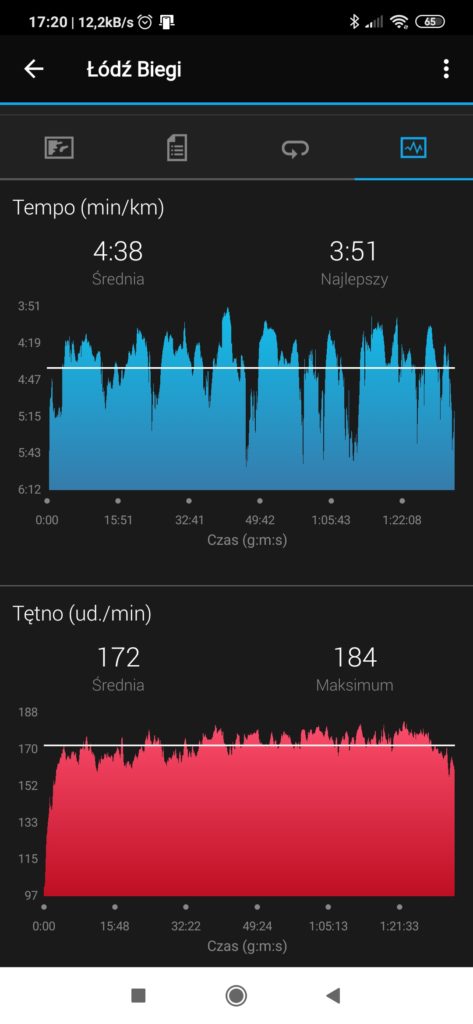 17:20 | 12,2kB/s 65
Łódź Biegi
Tempo (min/km)
4:38 3:51
Średnia Najlepszy
3:51
4:19
4:47
5:15
5:43
6:12
0:00 15:51 32:41 49:42 1:05:43 1:22:08
Czas (g:m:s)
Tętno (ud./min)
172 184
Średnia Maksimum
188
170
152
133
115
97
0:00 15:48 32:22 49:24 1:05:13 1:21:33
Czas (g:m:s)